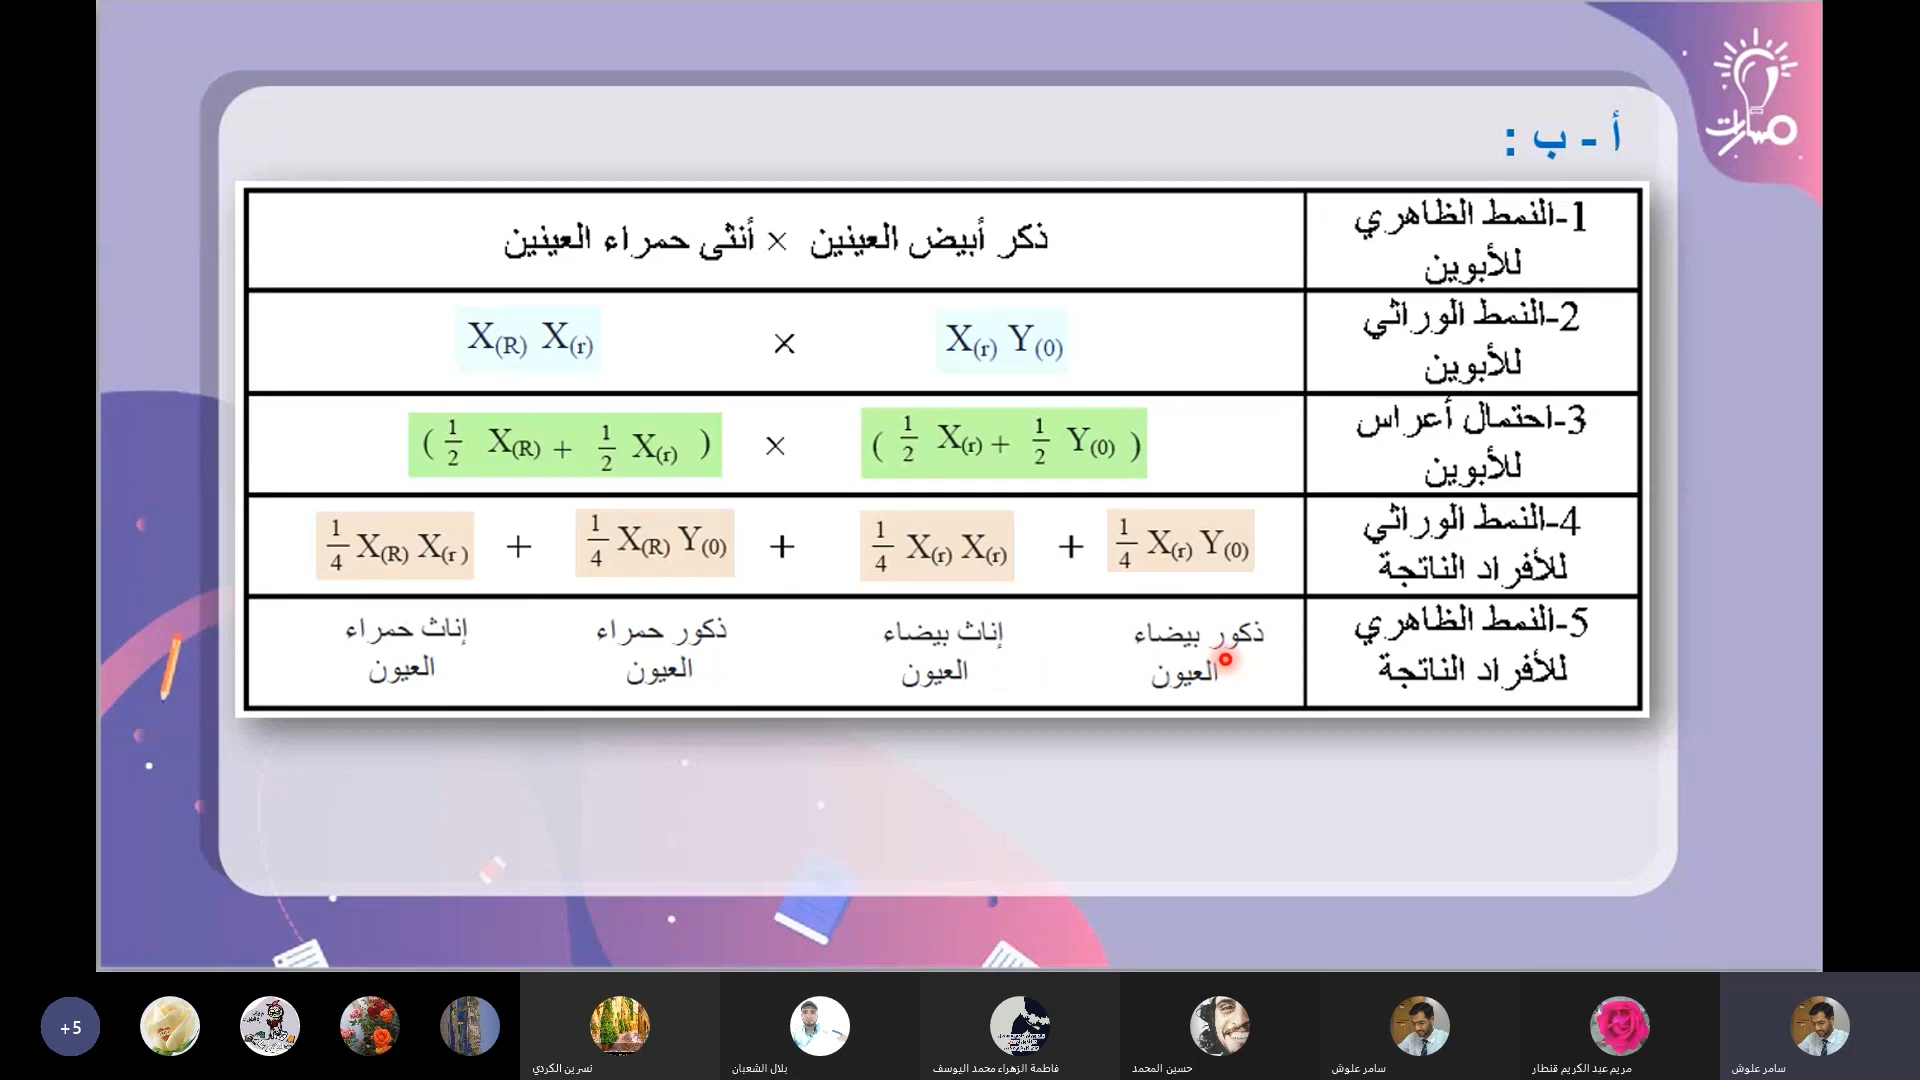 مسارات
أ - ب :
1-النمط الظاهري
للأبوين
ذكر أبيض العينين × أنثى حمراء العينين
2-النمط الوراثي
للأبوين
X(R) X(r) × X(r) Y(0)
3-احتمال أعراس
للأبوين
( 1/2 X(R) + 1/2 X(r) ) × ( 1/2 X(r) + 1/2 Y(0) )
4-النمط الوراثي
للأفراد الناتجة
1/4 X(R) X(r) + 1/4 X(R) Y(0) + 1/4 X(r) X(r) + 1/4 X(r) Y(0)
5-النمط الظاهري
للأفراد الناتجة
ذكور بيضاء
العيون
إناث بيضاء
العيون
ذكور حمراء
العيون
إناث حمراء
العيون
+5
نسرين الكردي
بلال الشعبان
فاطمة الزهراء محمد اليوسف
حسين المحمد
سامر علوش
مريم عبد الكريم قنطار
سامر علوش